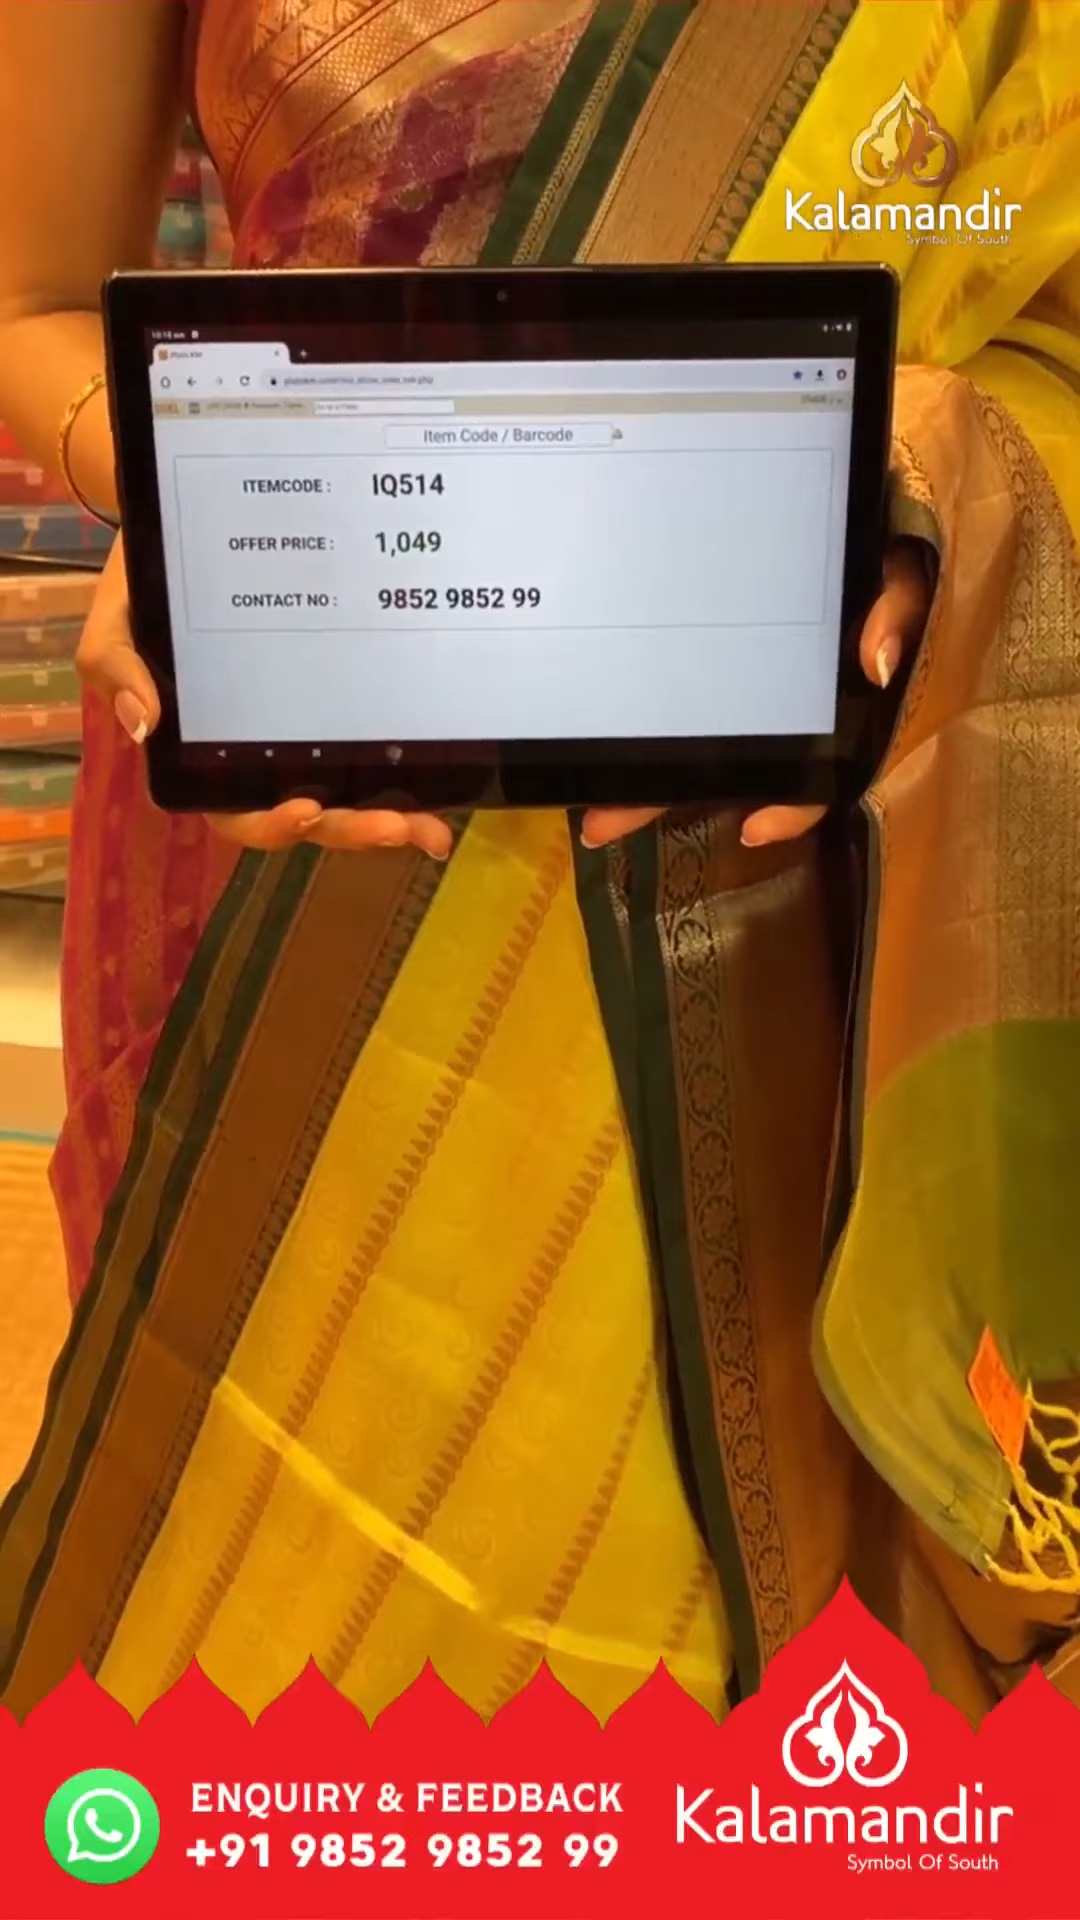 Kalamandir
Symbol Of South
Item Code / Barcode
ITEMCODE : IQ514
OFFER PRICE : 1,049
CONTACT NO : 9852 9852 99
ENQUIRY & FEEDBACK
+91 9852 9852 99
Kalamandir
Symbol Of South